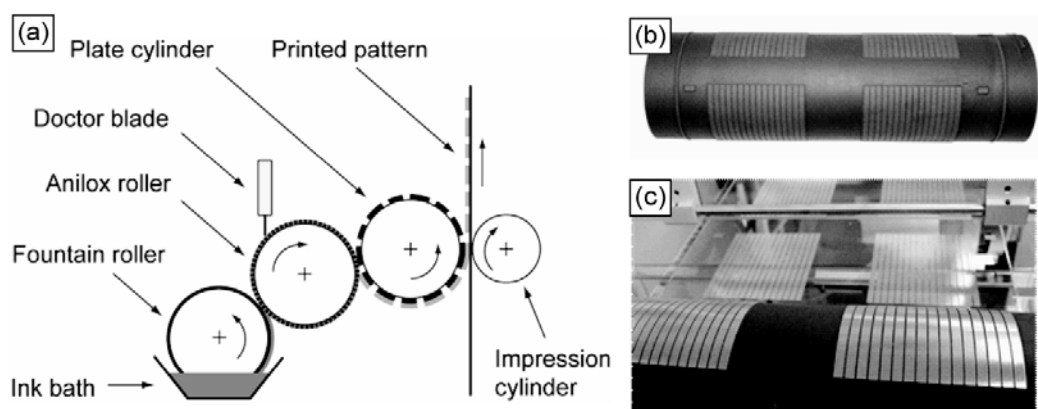 (a)
Plate cylinder
Printed pattern
Doctor blade
Anilox roller
Fountain roller
Ink bath
Impression
cylinder
(b)
(c)